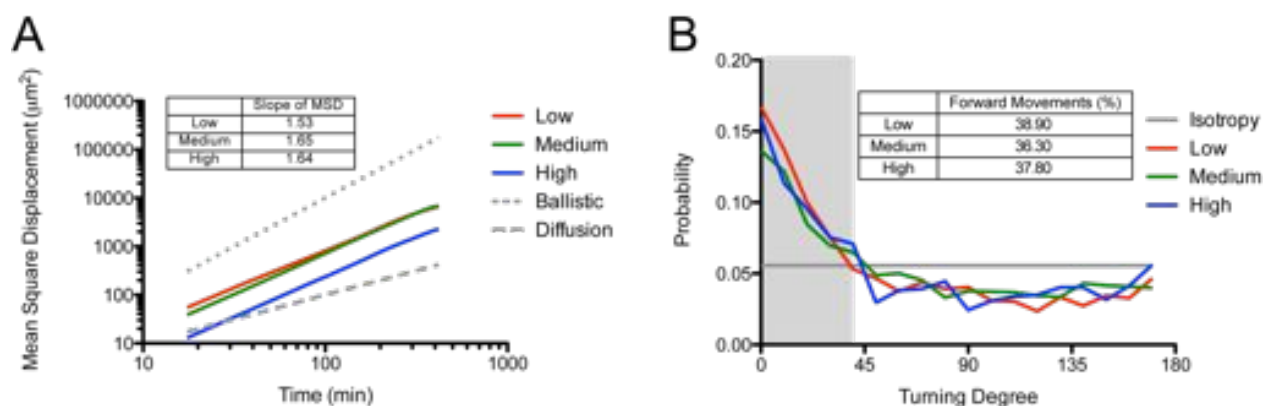 A
Mean Square Displacement (μm²)
1000000
100000
10000
1000
100
10
10
100
1000
Time (min)
Slope of MSD
Low 1.53
Medium 1.65
High 1.64
Low
Medium
High
Ballistic
Diffusion
B
Probability
0.20
0.15
0.10
0.05
0.00
0
45
90
135
180
Turning Degree
Forward Movements (%)
Low 38.90
Medium 36.30
High 37.80
Isotropy
Low
Medium
High